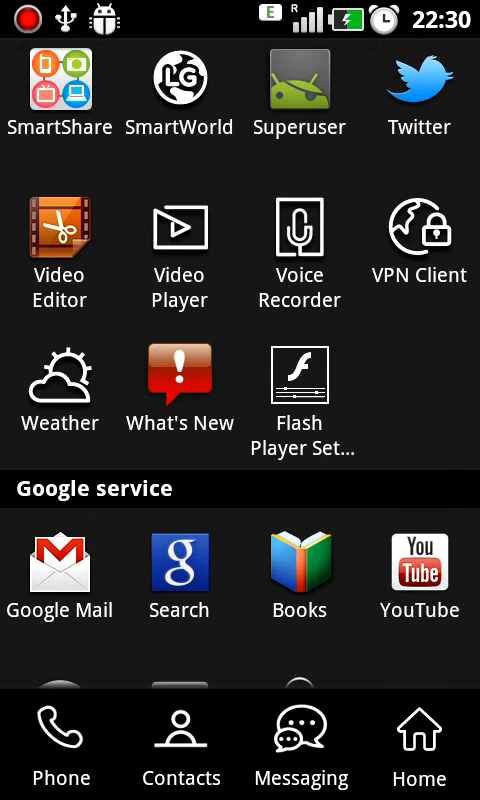 E R 22:30
LG
SmartShare SmartWorld Superuser Twitter
Video Video Voice VPN Client
Editor Player Recorder
Weather What's New Flash
Player Set...
Google service
g You
Tube
Google Mail Search Books YouTube
Phone Contacts Messaging Home